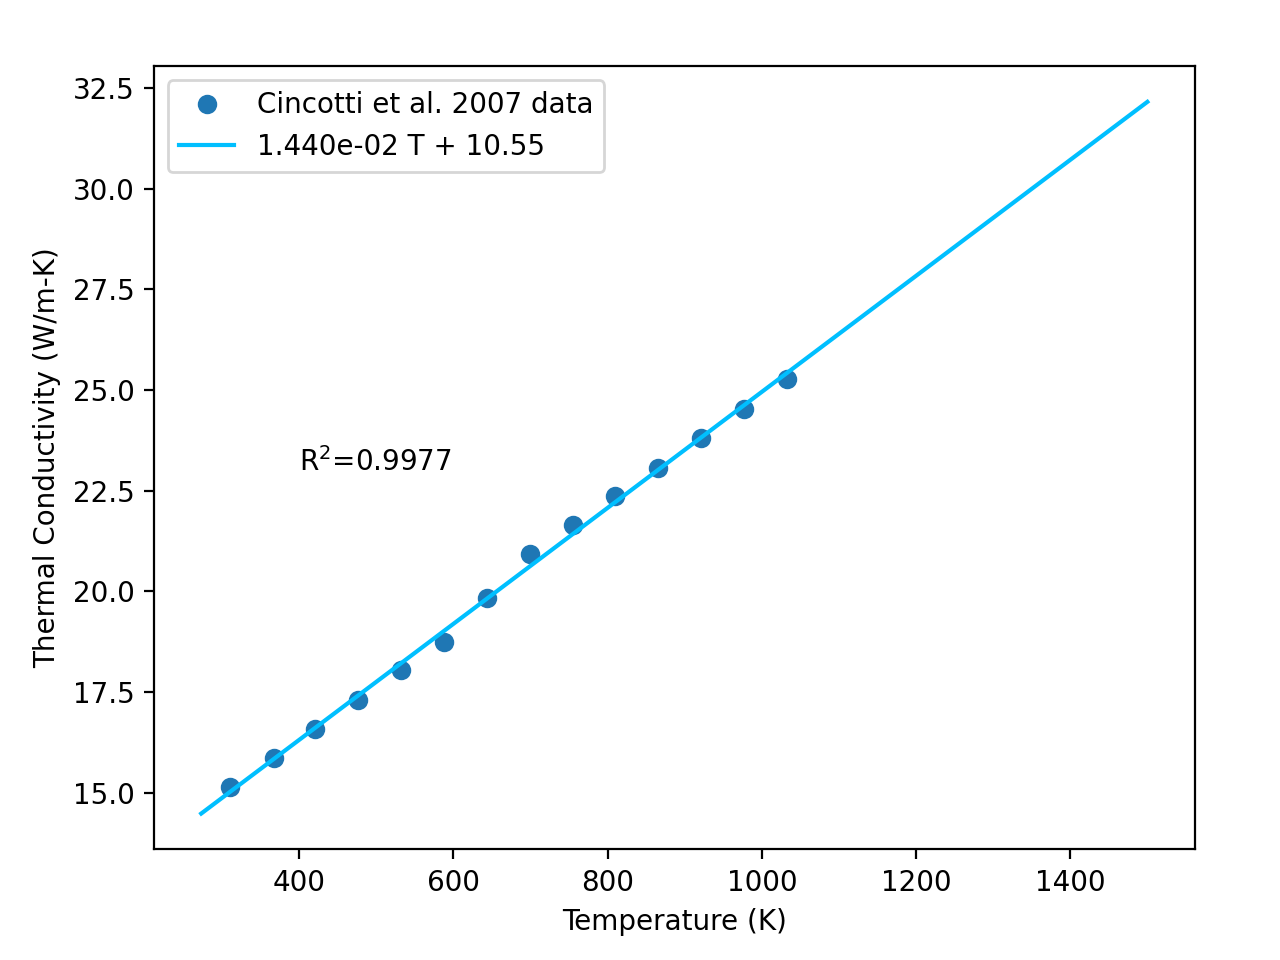 Cincotti et al. 2007 data
1.440e-02 T + 10.55
R²=0.9977
32.5
30.0
27.5
25.0
22.5
20.0
17.5
15.0
Thermal Conductivity (W/m-K)
400 600 800 1000 1200 1400
Temperature (K)